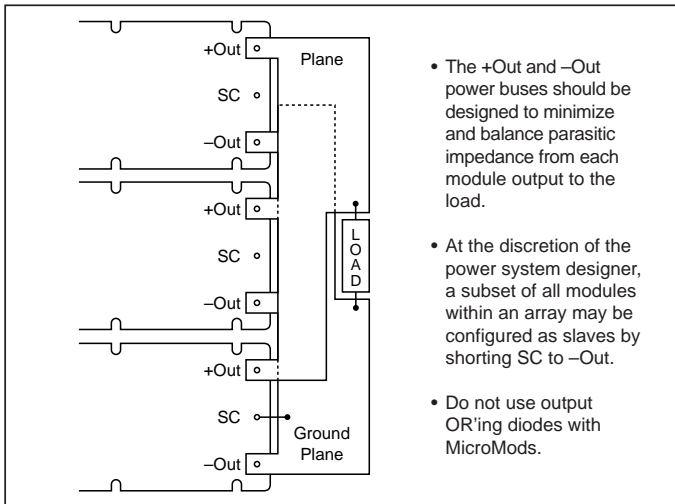 +Out
Plane
SC
–Out
+Out
SC
–Out
LOAD
+Out
SC
Ground
Plane
–Out
• The +Out and –Out
power buses should be
designed to minimize
and balance parasitic
impedance from each
module output to the
load.
• At the discretion of the
power system designer,
a subset of all modules
within an array may be
configured as slaves by
shorting SC to –Out.
• Do not use output
OR'ing diodes with
MicroMods.